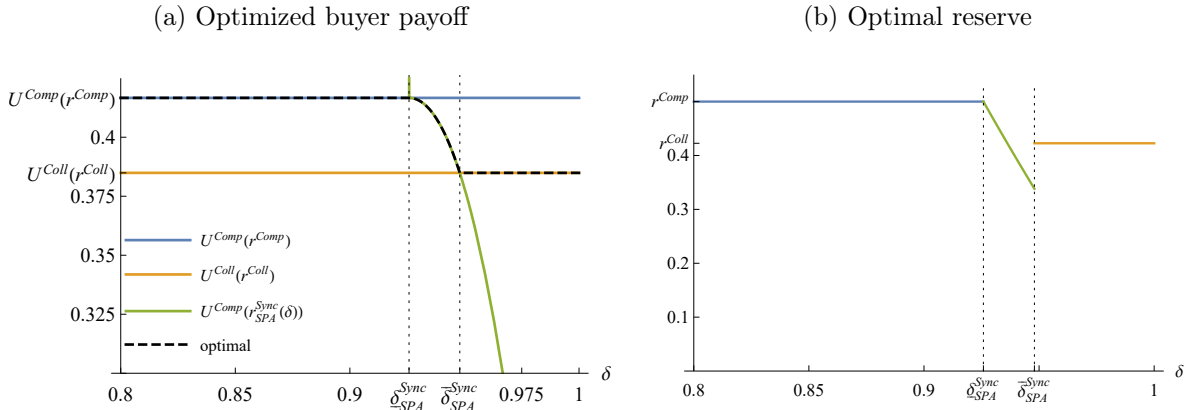 (a) Optimized buyer payoff
U^{Comp}(r^{Comp})
0.4
U^{Coll}(r^{Coll})
0.375
0.35
0.325
U^{Comp}(r^{Comp})
U^{Coll}(r^{Coll})
U^{Comp}(r^{Sync}_{SPA}(δ))
optimal
0.8
0.85
0.9
δ̲^{Sync}_{SPA}
δ̅^{Sync}_{SPA}
0.975
1
δ
(b) Optimal reserve
r^{Comp}
r^{Coll}
0.4
0.3
0.2
0.1
0.8
0.85
0.9
δ̲^{Sync}_{SPA}
δ̅^{Sync}_{SPA}
1
δ